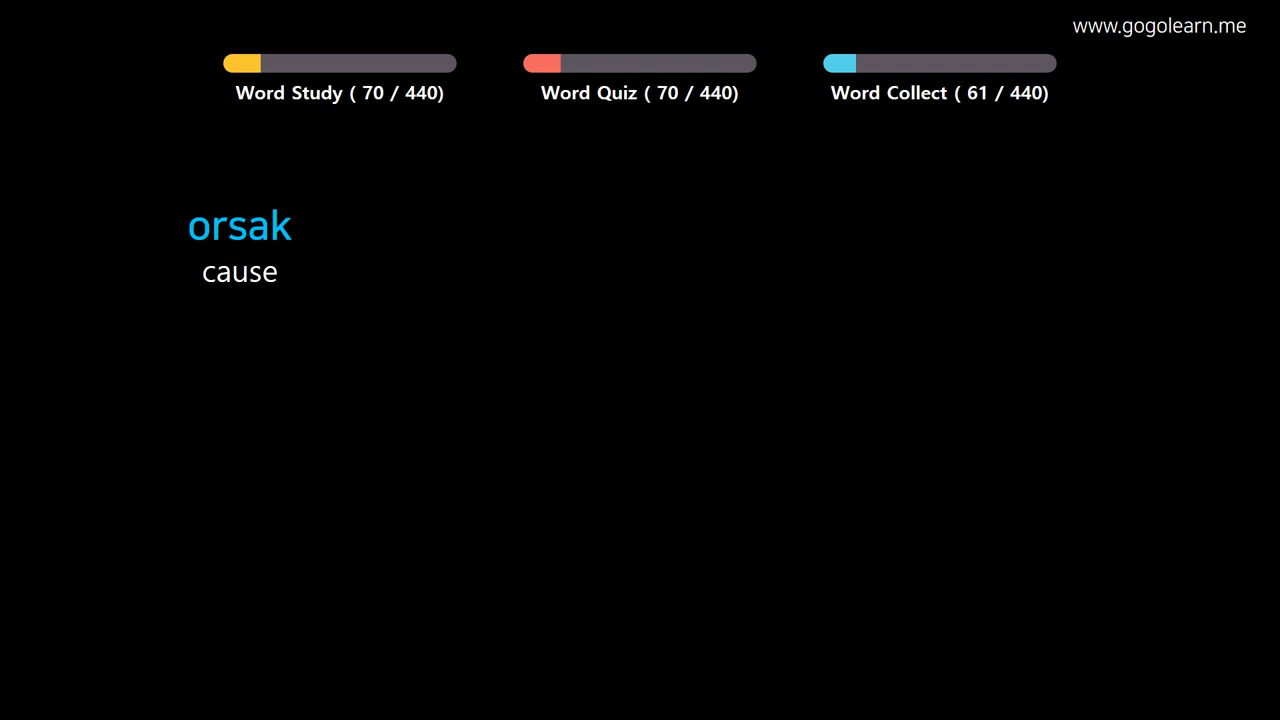 www.gogolearn.me
Word Study ( 70 / 440)
Word Quiz ( 70 / 440)
Word Collect ( 61 / 440)
orsak
cause